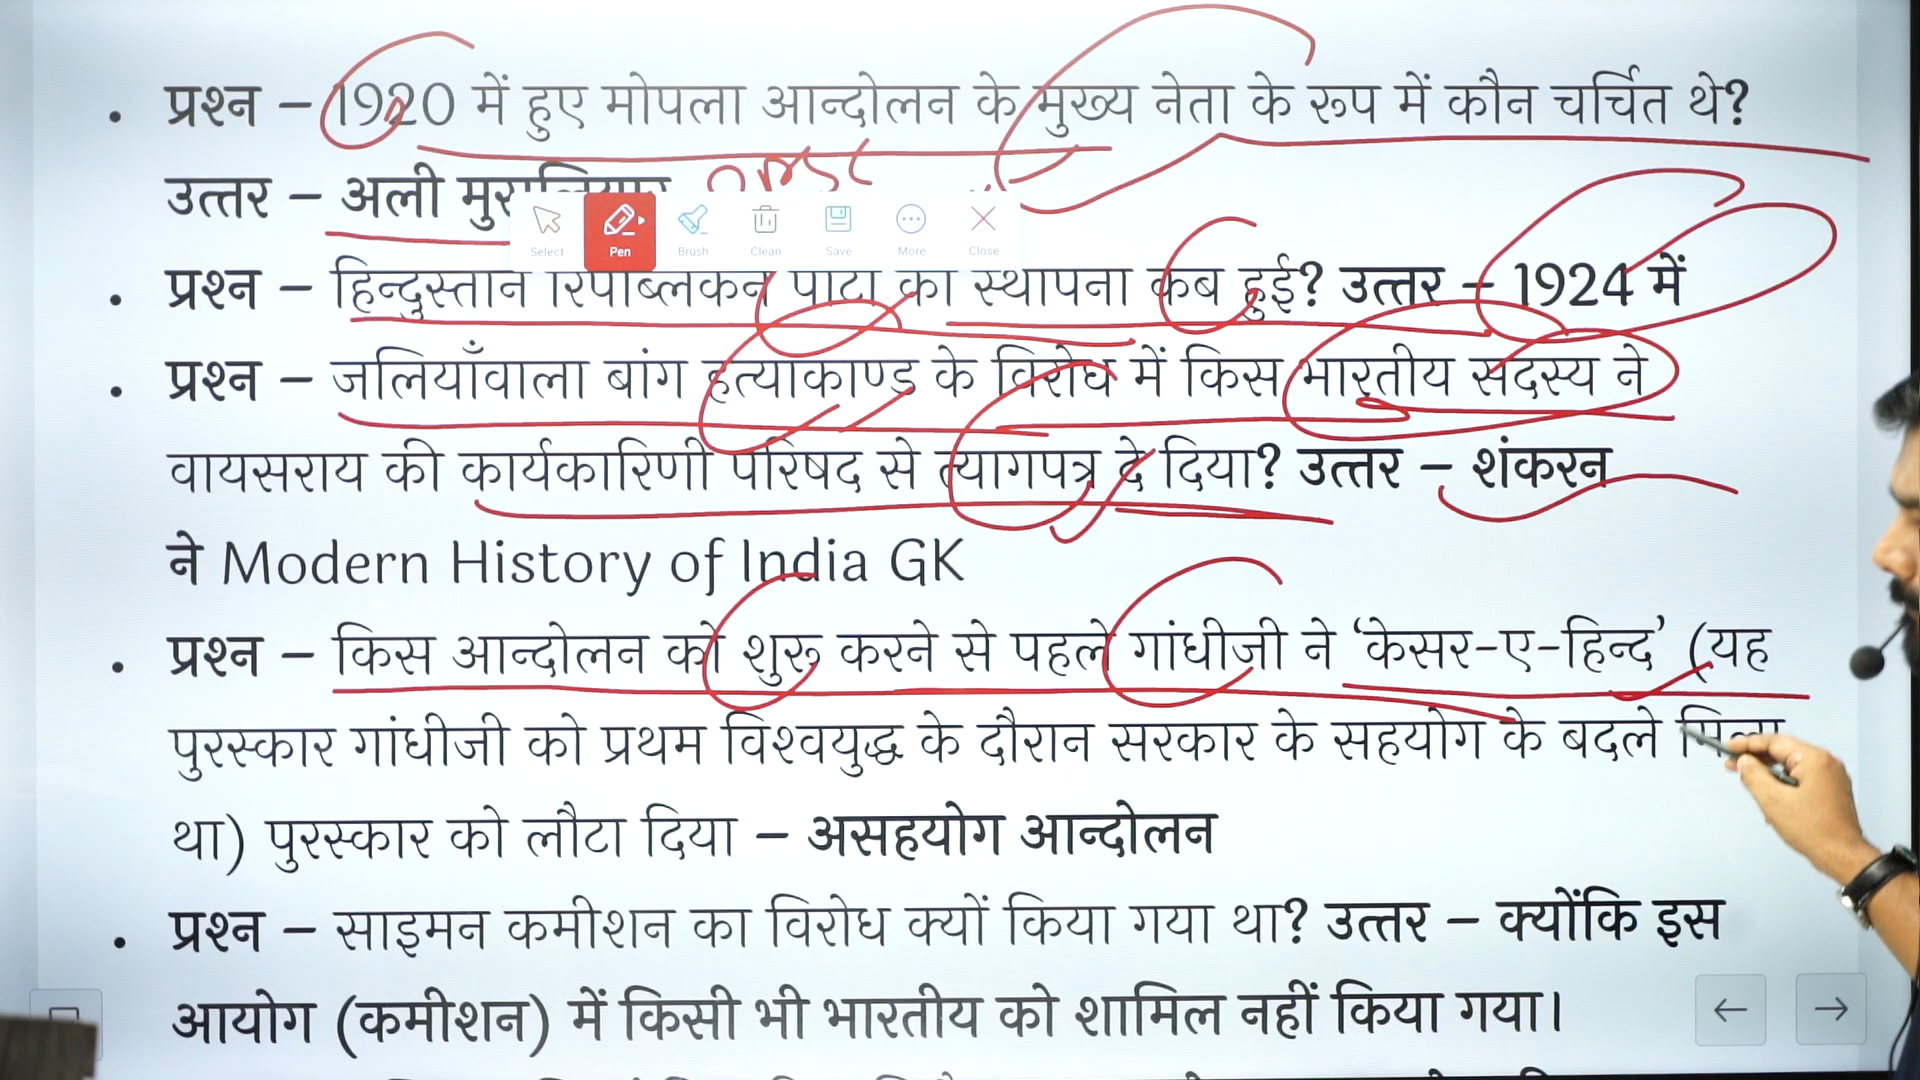 • प्रश्न – 1920 में हुए मोपला आन्दोलन के मुख्य नेता के रूप में कौन चर्चित थे?
उत्तर – अली
Select Pen Brush Clean Save More Close
• प्रश्न – हिन्दुस्तान रिपब्लिकन पार्टी की स्थापना कब हुई? उत्तर – 1924 में
• प्रश्न – जलियाँवाला बांग हत्याकाण्ड के विरोध में किस भारतीय सदस्य ने
वायसराय की कार्यकारिणी परिषद से त्यागपत्र दे दिया? उत्तर – शंकरन
ने Modern History of India GK
• प्रश्न – किस आन्दोलन को शुरू करने से पहले गांधीजी ने ‘केसर-ए-हिन्द’ (यह
पुरस्कार गांधीजी को प्रथम विश्वयुद्ध के दौरान सरकार के सहयोग के बदले मिला
था) पुरस्कार को लौटा दिया – असहयोग आन्दोलन
• प्रश्न – साइमन कमीशन का विरोध क्यों किया गया था? उत्तर – क्योंकि इस
आयोग (कमीशन) में किसी भी भारतीय को शामिल नहीं किया गया।